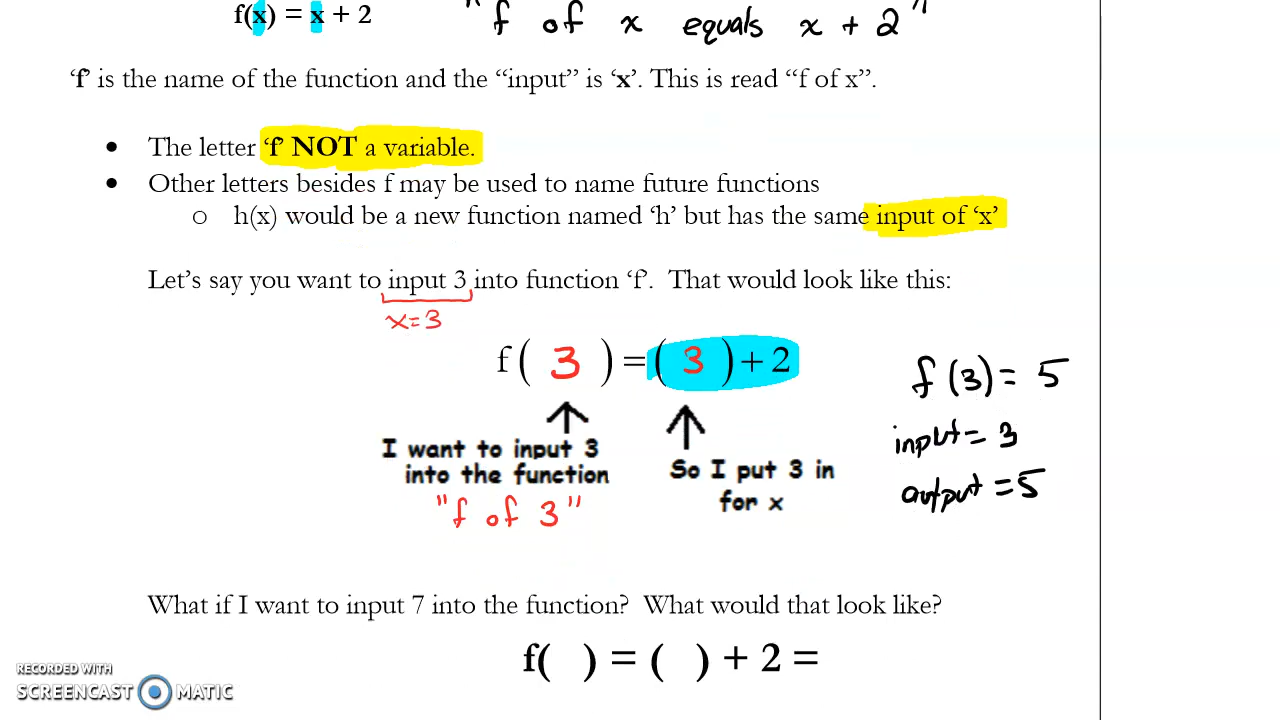 f(x) = x + 2
"f of x equals x + 2"
‘f’ is the name of the function and the “input” is ‘x’. This is read “f of x”.
• The letter ‘f’ NOT a variable.
• Other letters besides f may be used to name future functions
o h(x) would be a new function named ‘h’ but has the same input of ‘x’
Let’s say you want to input 3 into function ‘f’. That would look like this:
x=3
f( 3 ) = ( 3 ) + 2
f(3) = 5
input = 3
output = 5
I want to input 3
into the function
"f of 3"
So I put 3 in
for x
What if I want to input 7 into the function? What would that look like?
f( ) = ( ) + 2 =
RECORDED WITH
SCREENCAST MATIC